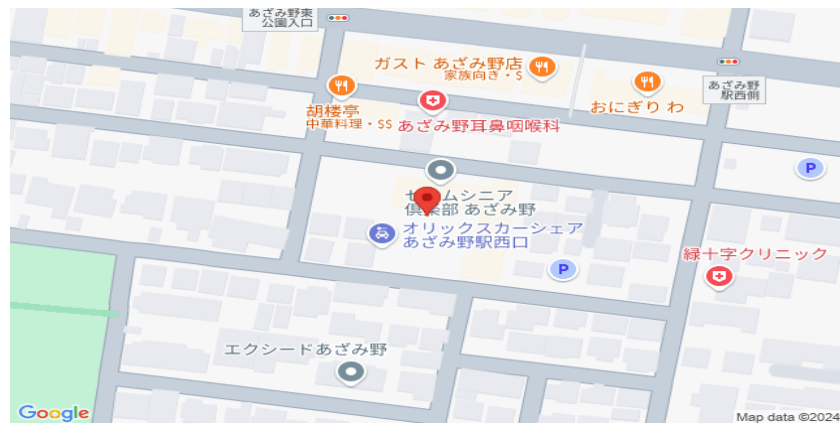 あざみ野東
公園入口
ガスト あざみ野店
家族向き・S
あざみ野
駅西側
胡楼亭
中華料理・SS
おにぎり わ
あざみ野耳鼻咽喉科
P
シニア
倶楽部 あざみ野
オリックスカーシェア
あざみ野駅西口
緑十字クリニック
P
エクシードあざみ野
Google
Map data ©2024